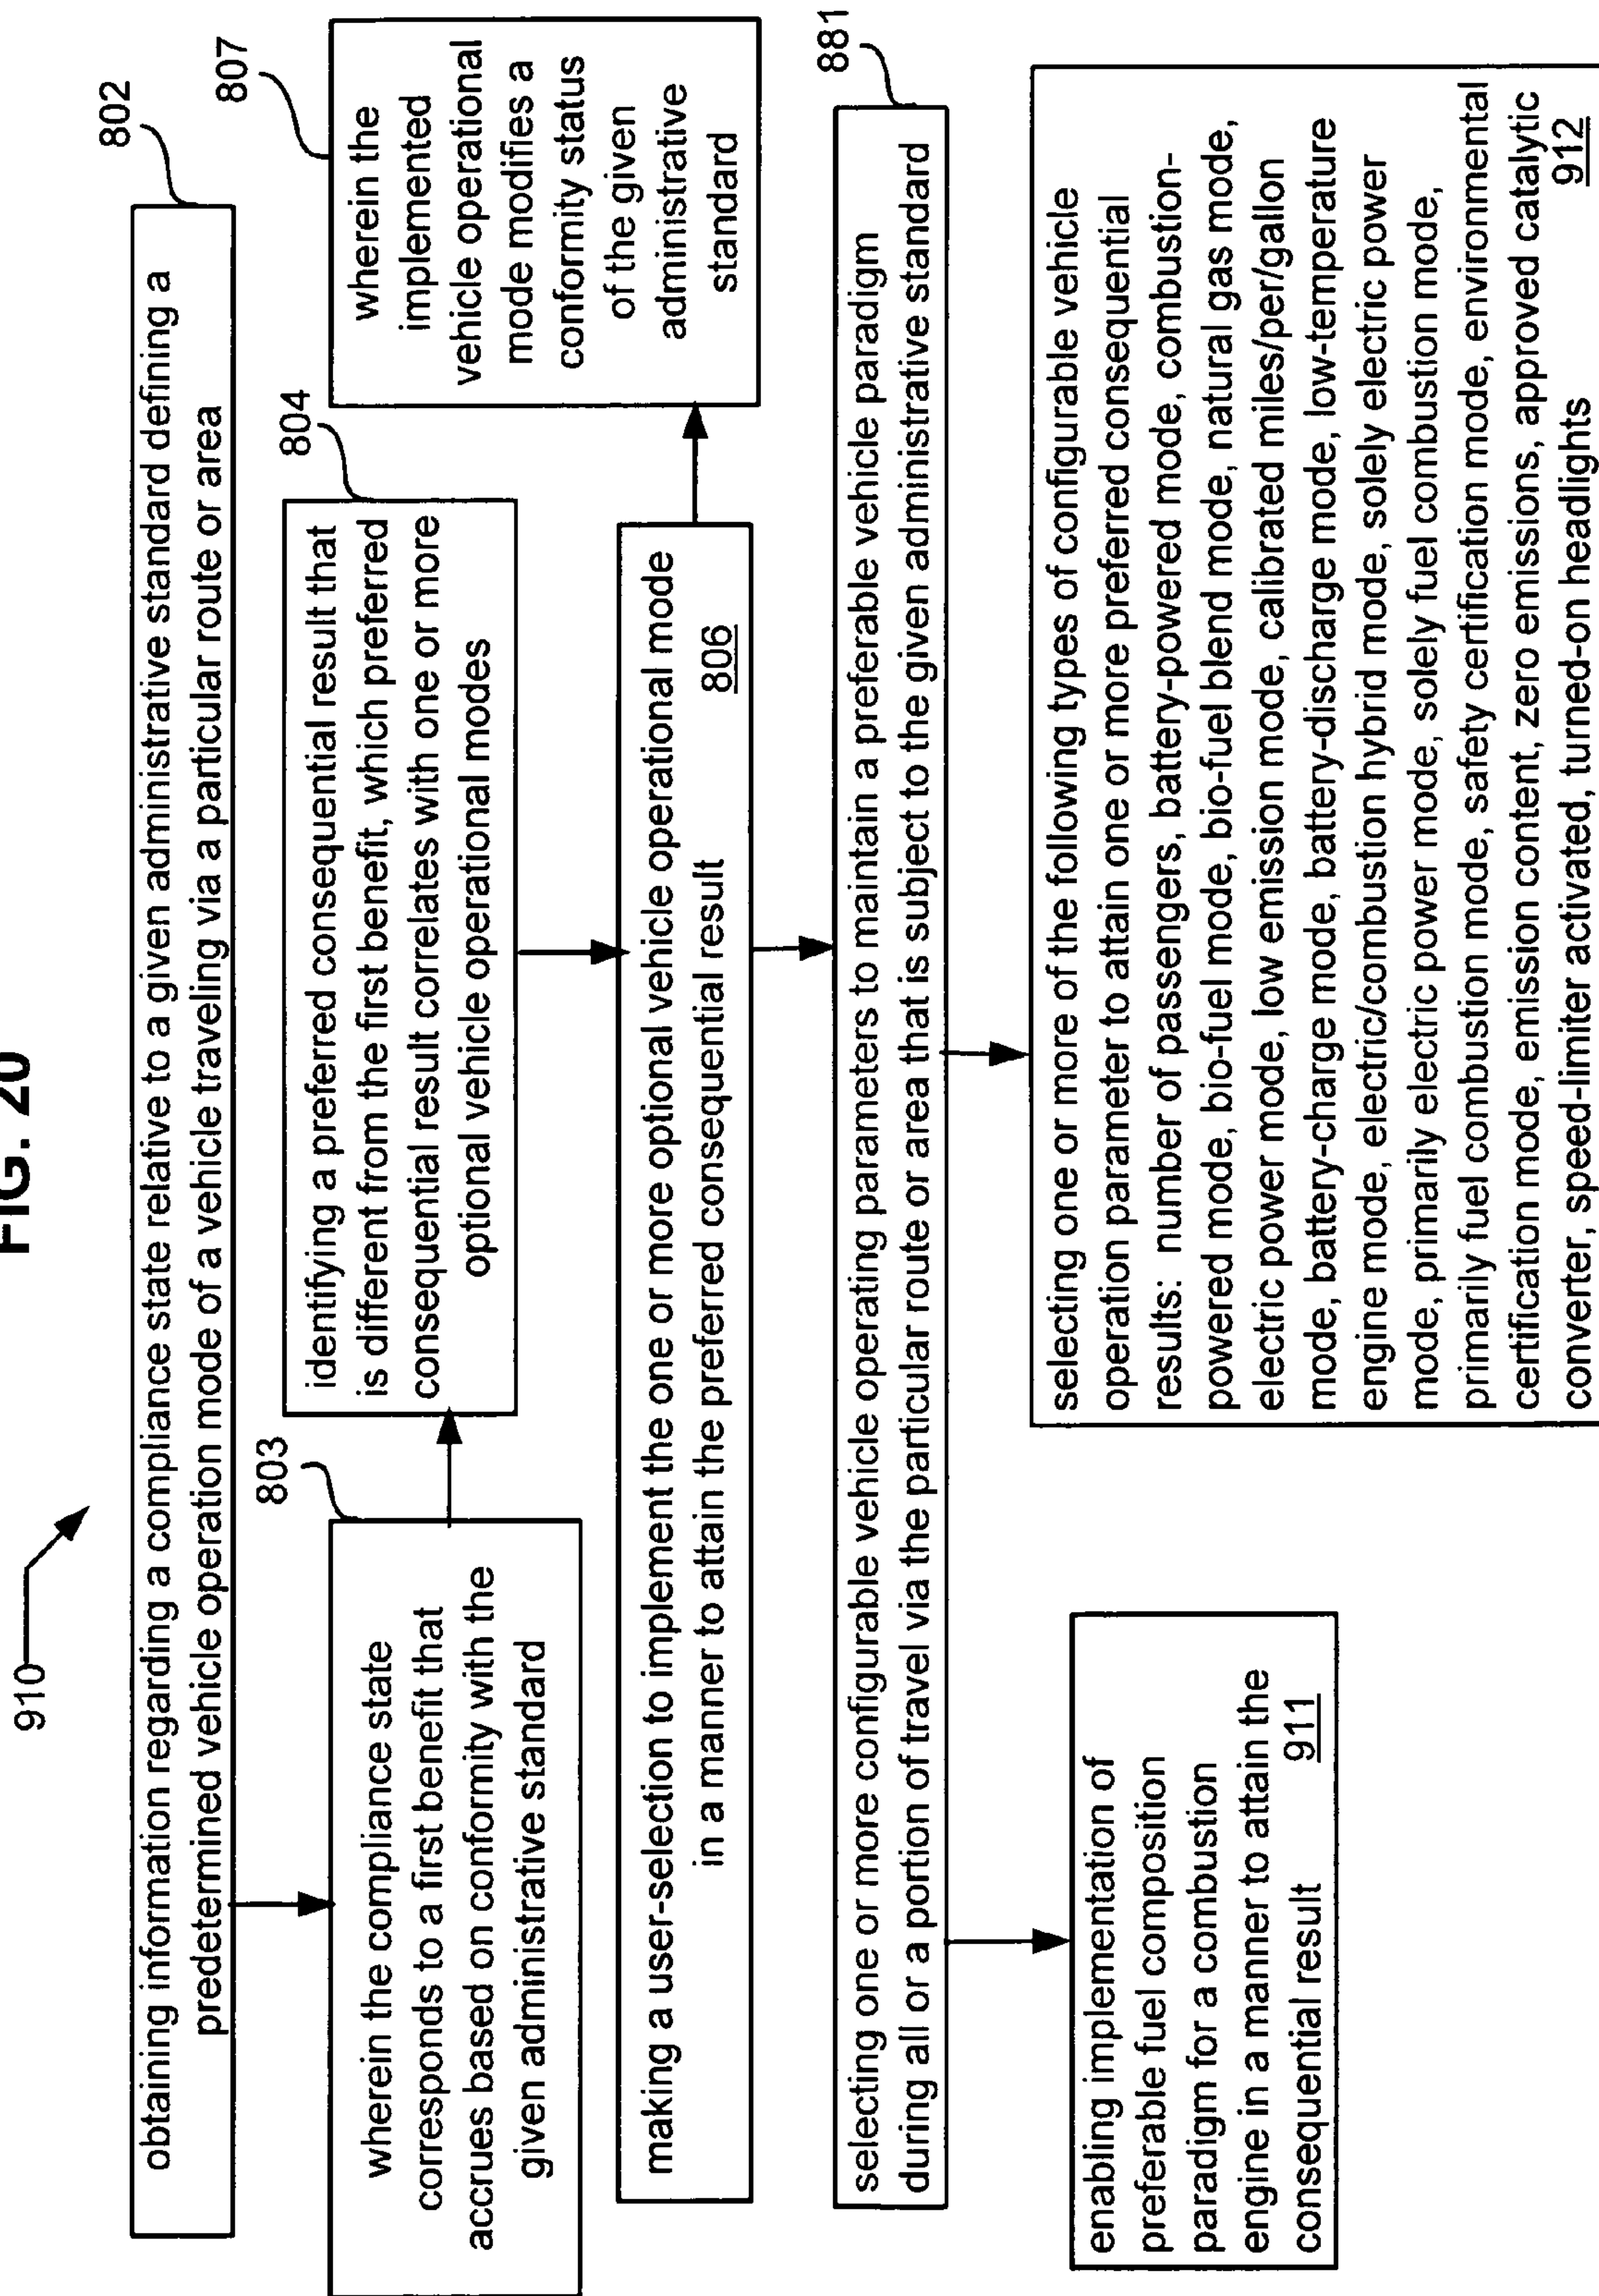 FIG. 20
910
802
obtaining information regarding a compliance state relative to a given administrative standard defining a
predetermined vehicle operation mode of a vehicle traveling via a particular route or area
803
wherein the compliance state
corresponds to a first benefit that
accrues based on conformity with the
given administrative standard
804
identifying a preferred consequential result that
is different from the first benefit, which preferred
consequential result correlates with one or more
optional vehicle operational modes
807
wherein the
implemented
vehicle operational
mode modifies a
conformity status
of the given
administrative
standard
making a user-selection to implement the one or more optional vehicle operational mode
in a manner to attain the preferred consequential result 806
881
selecting one or more configurable vehicle operating parameters to maintain a preferable vehicle paradigm
during all or a portion of travel via the particular route or area that is subject to the given administrative standard
enabling implementation of
preferable fuel composition
paradigm for a combustion
engine in a manner to attain the
consequential result 911
selecting one or more of the following types of configurable vehicle
operation parameter to attain one or more preferred consequential
results: number of passengers, battery-powered mode, combustion-
powered mode, bio-fuel mode, bio-fuel blend mode, natural gas mode,
electric power mode, low emission mode, calibrated miles/per/gallon
mode, battery-charge mode, battery-discharge mode, low-temperature
engine mode, electric/combustion hybrid mode, solely electric power
mode, primarily electric power mode, solely fuel combustion mode,
primarily fuel combustion mode, safety certification mode, environmental
certification mode, emission content, zero emissions, approved catalytic
converter, speed-limiter activated, turned-on headlights 912